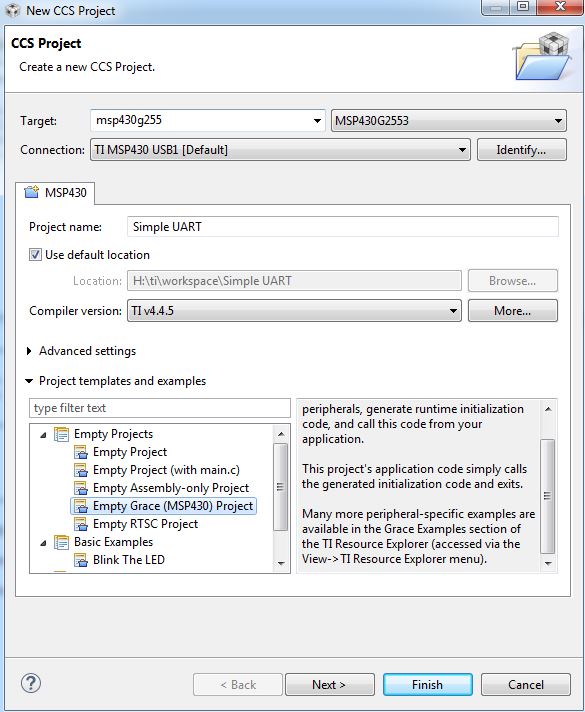 New CCS Project
CCS Project
Create a new CCS Project.
Target: msp430g255 MSP430G2553
Connection: TI MSP430 USB1 [Default] Identify...
MSP430
Project name: Simple UART
Use default location
Location: H:\ti\workspace\Simple UART Browse...
Compiler version: TI v4.4.5 More...
Advanced settings
Project templates and examples
type filter text
Empty Projects
Empty Project
Empty Project (with main.c)
Empty Assembly-only Project
Empty Grace (MSP430) Project
Empty RTSC Project
Basic Examples
Blink The LED
peripherals, generate runtime initialization
code, and call this code from your
application.
This project's application code simply calls
the generated initialization code and exits.
Many more peripheral-specific examples are
available in the Grace Examples section of
the TI Resource Explorer (accessed via the
View->TI Resource Explorer menu).
? < Back Next > Finish Cancel